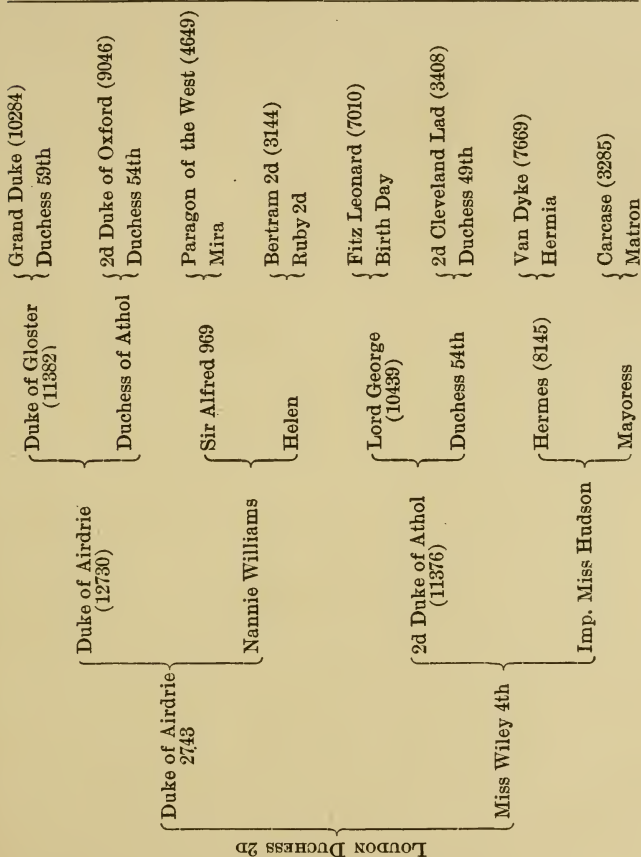 LOUDON DUCHESS 2D
Duke of Airdrie
2743
Miss Wiley 4th
Duke of Airdrie
(12730)
Nannie Williams
2d Duke of Athol
(11376)
Imp. Miss Hudson
Duke of Gloster
(11382)
Duchess of Athol
Sir Alfred 969
Helen
Lord George
(10439)
Duchess 54th
Hermes (8145)
Mayoress
Grand Duke (10284)
Duchess 59th
2d Duke of Oxford (9046)
Duchess 54th
Paragon of the West (4649)
Mira
Bertram 2d (3144)
Ruby 2d
Fitz Leonard (7010)
Birth Day
2d Cleveland Lad (3408)
Duchess 49th
Van Dyke (7669)
Hermia
Carcase (3285)
Matron